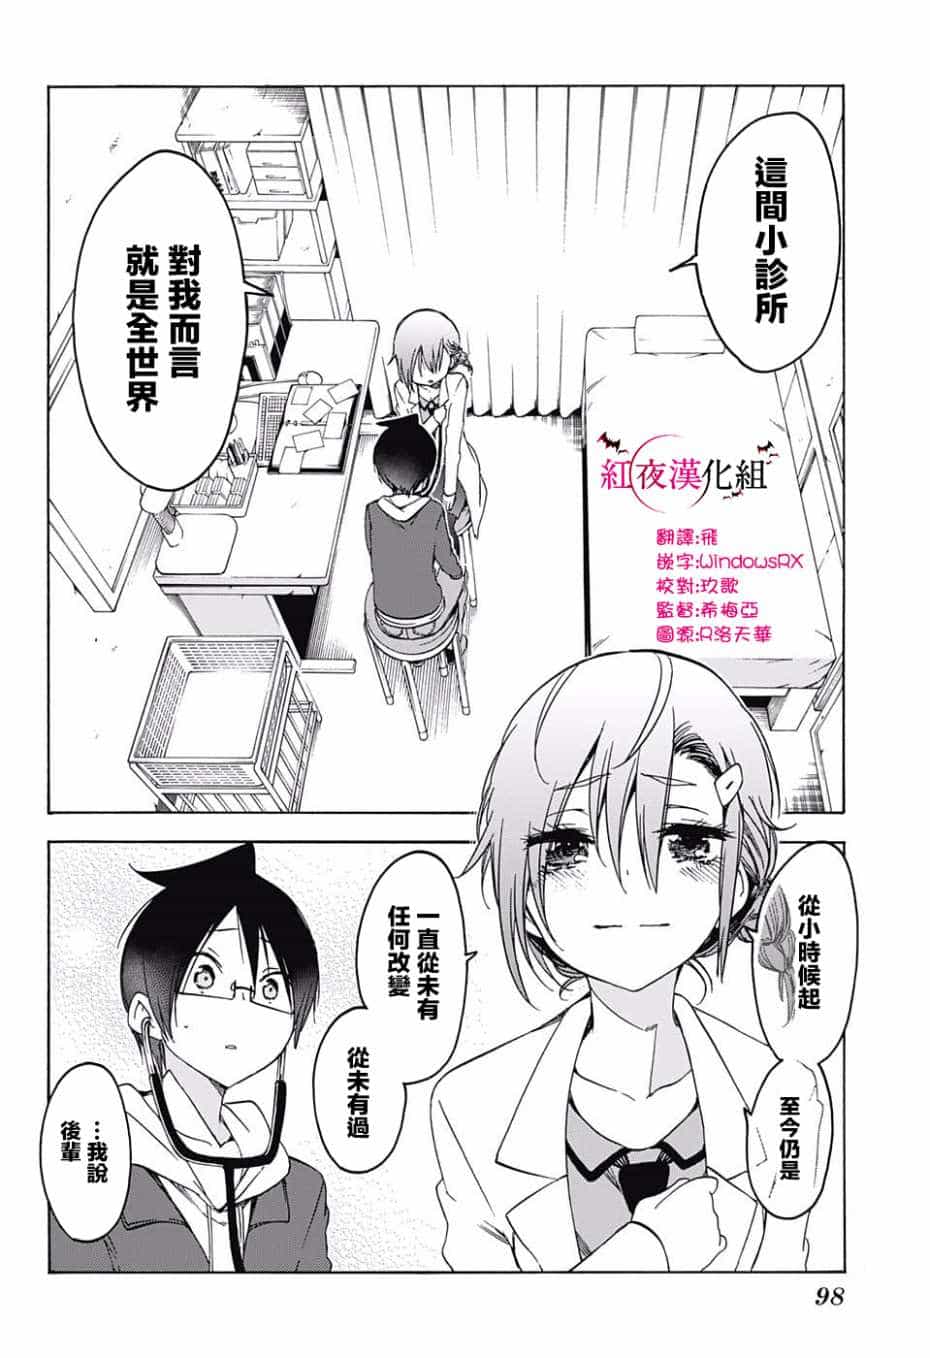 這間小診所
對我而言
就是全世界
紅夜漢化組
翻譯:飛
嵌字:WindowsRX
校對:玖歌
監督:希梅亞
圖源:R洛天華
從小時候起
至今仍是
一直從未有
任何改變
從未有過
…我說
後輩
98